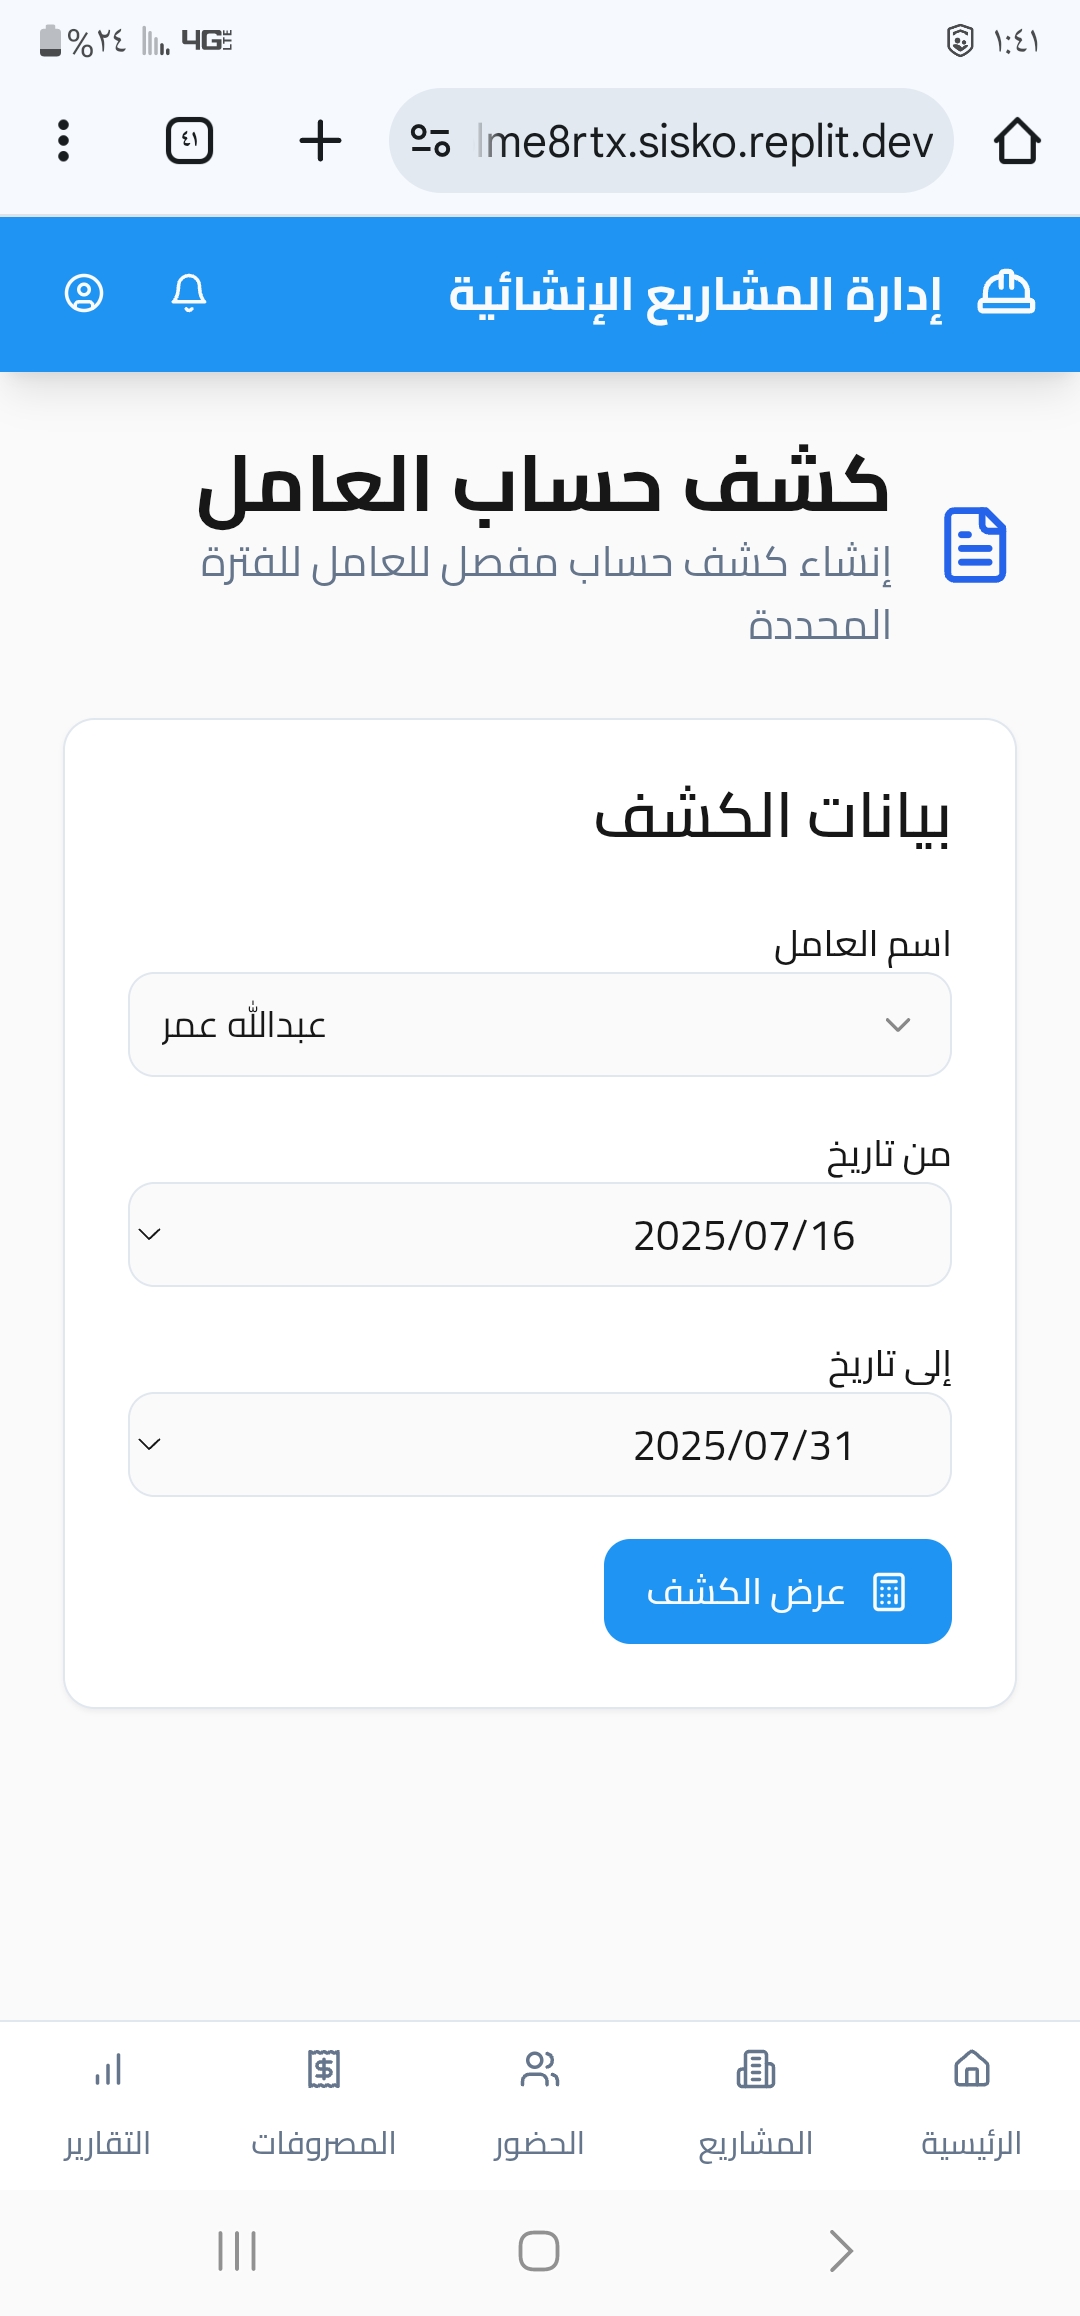 ١:٤١
4G LTE
%٢٤
lme8rtx.sisko.replit.dev
٤١
إدارة المشاريع الإنشائية
كشف حساب العامل
إنشاء كشف حساب مفصل للعامل للفترة
المحددة
بيانات الكشف
اسم العامل
عبدالله عمر
من تاريخ
2025/07/16
إلى تاريخ
2025/07/31
عرض الكشف
الرئيسية
المشاريع
الحضور
المصروفات
التقارير